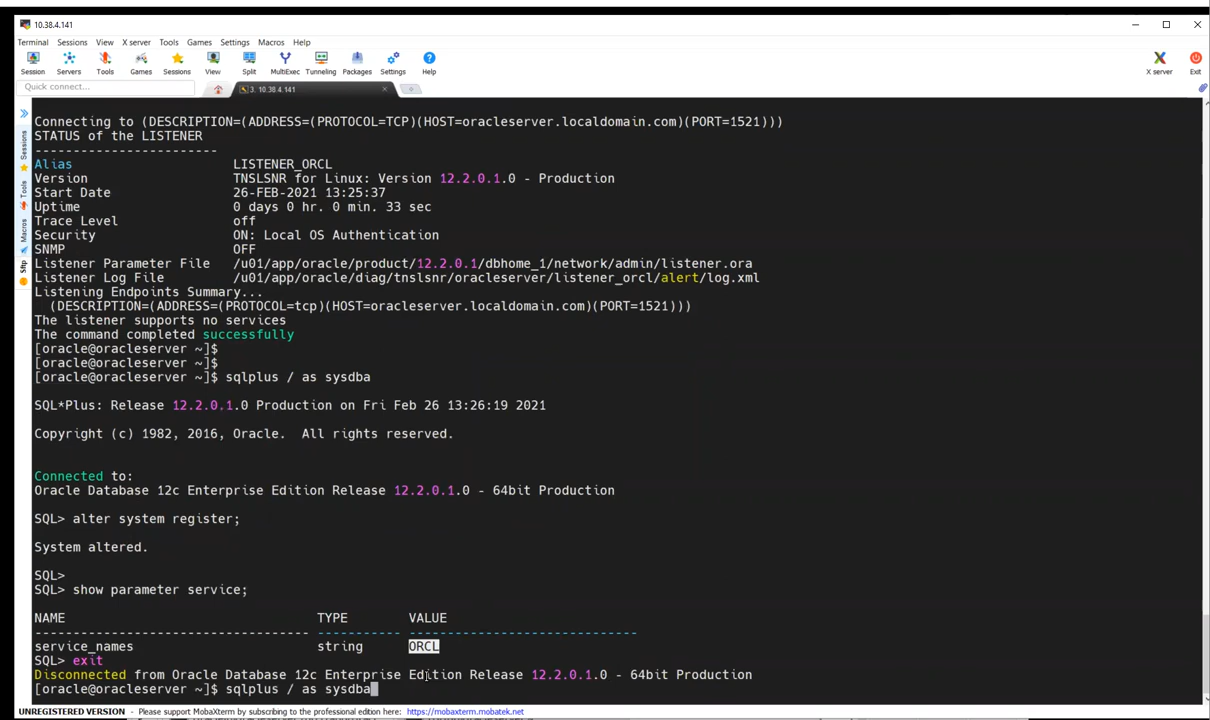 10.38.4.141
Terminal Sessions View X server Tools Games Settings Macros Help
Session Servers Tools Games Sessions View Split MultiExec Tunneling Packages Settings Help X server Exit
Quick connect... 3. 10.38.4.141
Sessions
Tools
Macros
Sftp
Connecting to (DESCRIPTION=(ADDRESS=(PROTOCOL=TCP)(HOST=oracleserver.localdomain.com)(PORT=1521)))
STATUS of the LISTENER
------------------------
Alias LISTENER_ORCL
Version TNSLSNR for Linux: Version 12.2.0.1.0 - Production
Start Date 26-FEB-2021 13:25:37
Uptime 0 days 0 hr. 0 min. 33 sec
Trace Level off
Security ON: Local OS Authentication
SNMP OFF
Listener Parameter File /u01/app/oracle/product/12.2.0.1/dbhome_1/network/admin/listener.ora
Listener Log File /u01/app/oracle/diag/tnslsnr/oracleserver/listener_orcl/alert/log.xml
Listening Endpoints Summary...
(DESCRIPTION=(ADDRESS=(PROTOCOL=tcp)(HOST=oracleserver.localdomain.com)(PORT=1521)))
The listener supports no services
The command completed successfully
[oracle@oracleserver ~]$
[oracle@oracleserver ~]$
[oracle@oracleserver ~]$ sqlplus / as sysdba
SQL*Plus: Release 12.2.0.1.0 Production on Fri Feb 26 13:26:19 2021
Copyright (c) 1982, 2016, Oracle.  All rights reserved.
Connected to:
Oracle Database 12c Enterprise Edition Release 12.2.0.1.0 - 64bit Production
SQL> alter system register;
System altered.
SQL>
SQL> show parameter service;
NAME TYPE VALUE
------------------------------------ ----------- ------------------------------
service_names string ORCL
SQL> exit
Disconnected from Oracle Database 12c Enterprise Edition Release 12.2.0.1.0 - 64bit Production
[oracle@oracleserver ~]$ sqlplus / as sysdba
UNREGISTERED VERSION - Please support MobaXterm by subscribing to the professional edition here: https://mobaxterm.mobatek.net